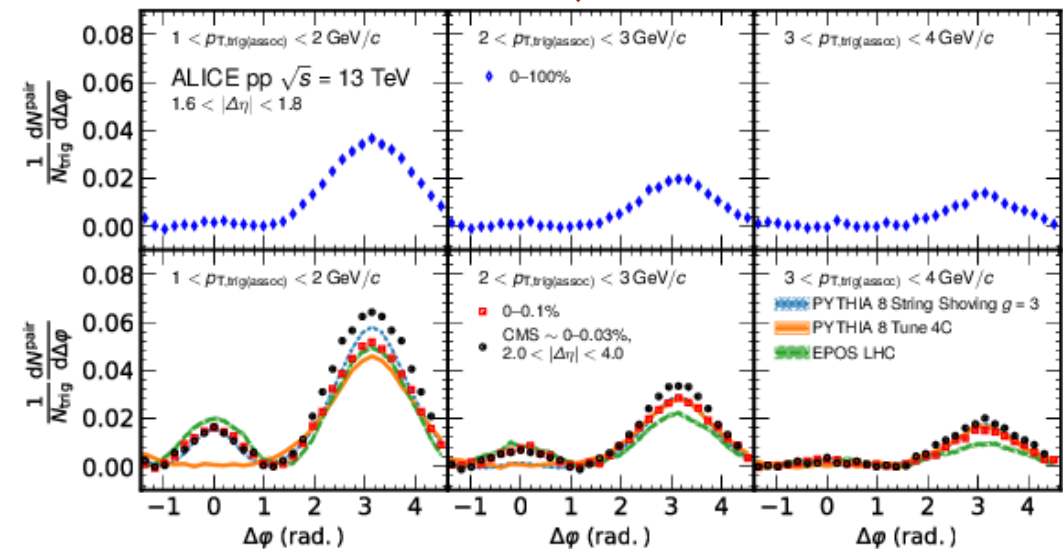 1 < p_T,trig(assoc) < 2 GeV/c
2 < p_T,trig(assoc) < 3 GeV/c
3 < p_T,trig(assoc) < 4 GeV/c
ALICE pp √s = 13 TeV
1.6 < |Δη| < 1.8
0–100%
0.08
0.06
0.04
0.02
0.00
1/N_trig dN^pair/dΔφ
1 < p_T,trig(assoc) < 2 GeV/c
2 < p_T,trig(assoc) < 3 GeV/c
3 < p_T,trig(assoc) < 4 GeV/c
0–0.1%
CMS ∼ 0–0.03%,
2.0 < |Δη| < 4.0
PYTHIA 8 String Shoving g = 3
PYTHIA 8 Tune 4C
EPOS LHC
0.08
0.06
0.04
0.02
0.00
1/N_trig dN^pair/dΔφ
−1 0 1 2 3 4
−1 0 1 2 3 4
−1 0 1 2 3 4
Δφ (rad.)
Δφ (rad.)
Δφ (rad.)